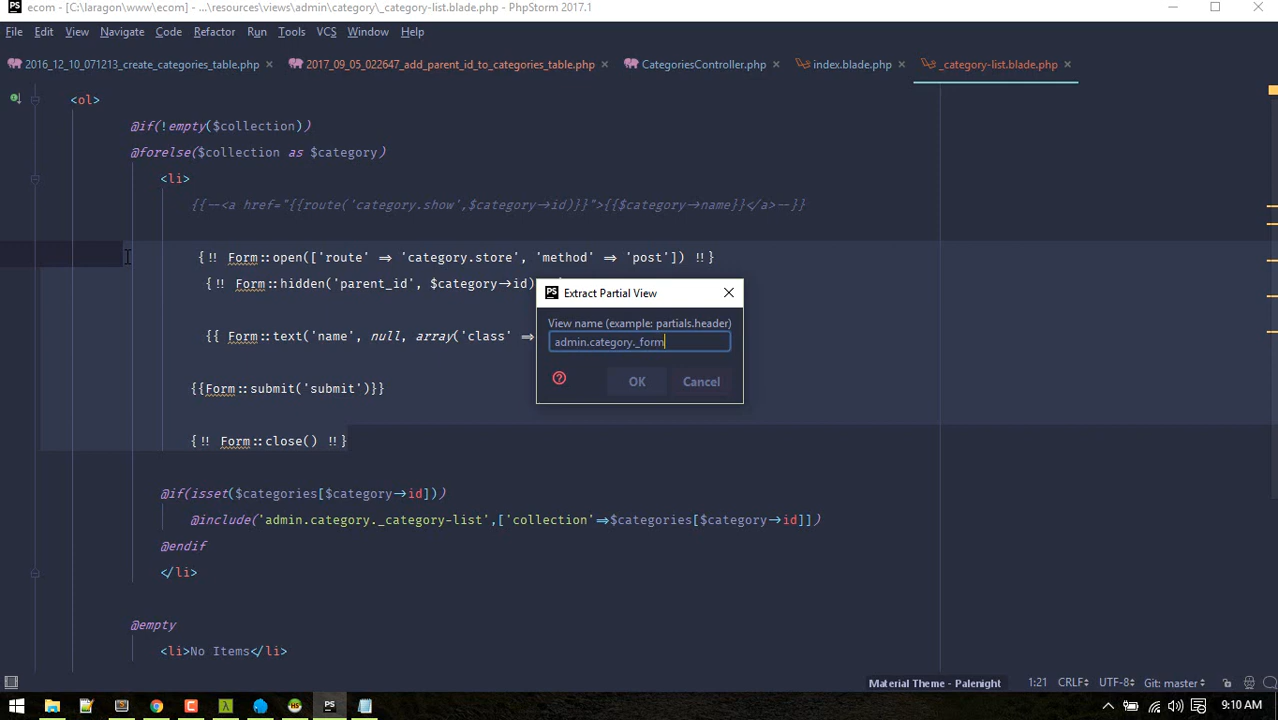 PS ecom - [C:\laragon\www\ecom] - ...\resources\views\admin\category\_category-list.blade.php - PhpStorm 2017.1
File Edit View Navigate Code Refactor Run Tools VCS Window Help
2016_12_10_071213_create_categories_table.php 2017_09_05_022647_add_parent_id_to_categories_table.php CategoriesController.php index.blade.php _category-list.blade.php
<ol>
@if(!empty($collection))
@forelse($collection as $category)
<li>
{{--<a href="{{route('category.show',$category->id)}}">{{$category->name}}</a>--}}
{!! Form::open(['route' => 'category.store', 'method' => 'post']) !!}
{!! Form::hidden('parent_id', $category->id)
{{ Form::text('name', null, array('class' =>
{{Form::submit('submit')}}
{!! Form::close() !!}
@if(isset($categories[$category->id]))
@include('admin.category._category-list',['collection'=>$categories[$category->id]])
@endif
</li>
@empty
<li>No Items</li>
PS Extract Partial View
View name (example: partials.header)
admin.category._form
? OK Cancel
Material Theme - Palenight 1:21 CRLF÷ UTF-8÷ Git: master÷
PS 9:10 AM